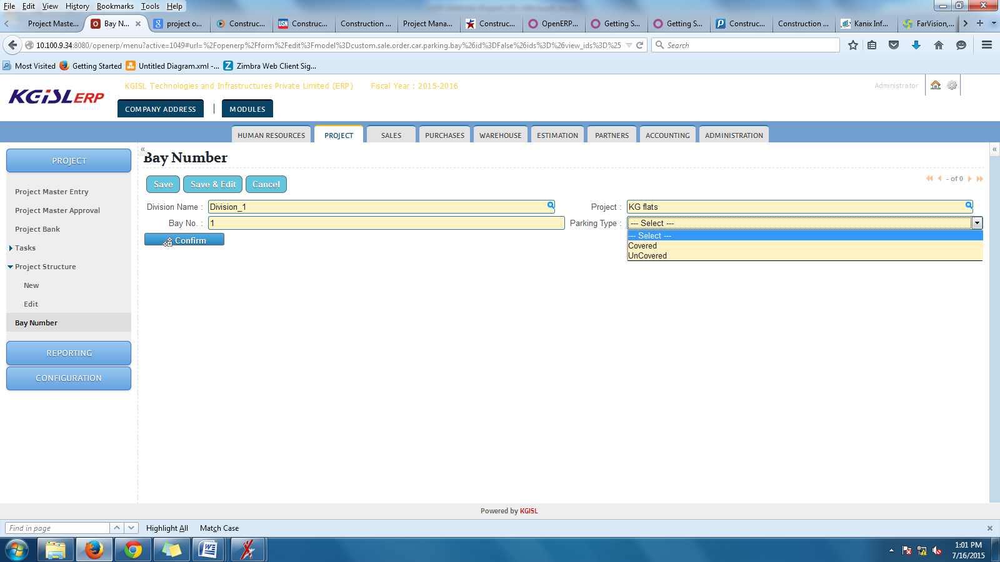 File Edit View History Bookmarks Tools Help
Project Maste... Bay N... project o... Construc... Construc... Construction ... Project Mana... Construc... OpenERP... Getting S... Getting S... Construc... Construction ... Kanix Inf... FarVision,...
10.100.9.34:8080/openerp/menu?active=1049#url=%2Fopenerp%2Fform%2Fedit%3Fmodel%3Dcustom.sale.order.car.parking.bay%26id%3DFalse%26ids%3D%26view_ids%3D%25 Search
Most Visited Getting Started Untitled Diagram.xml -... Zimbra Web Client Sig...
KGiSL ERP
KGISL Technologies and Infrastructures Private Limited (ERP) Fiscal Year : 2015-2016
Administrator
COMPANY ADDRESS | MODULES
HUMAN RESOURCES PROJECT SALES PURCHASES WAREHOUSE ESTIMATION PARTNERS ACCOUNTING ADMINISTRATION
PROJECT
Project Master Entry
Project Master Approval
Project Bank
Tasks
Project Structure
New
Edit
Bay Number
REPORTING
CONFIGURATION
Bay Number
Save Save & Edit Cancel
- of 0
Division Name : Division_1 Project : KG flats
Bay No. : 1 Parking Type : --- Select ---
Confirm
--- Select ---
Covered
UnCovered
Powered by KGISL
Find in page Highlight All Match Case
1:01 PM
7/16/2015